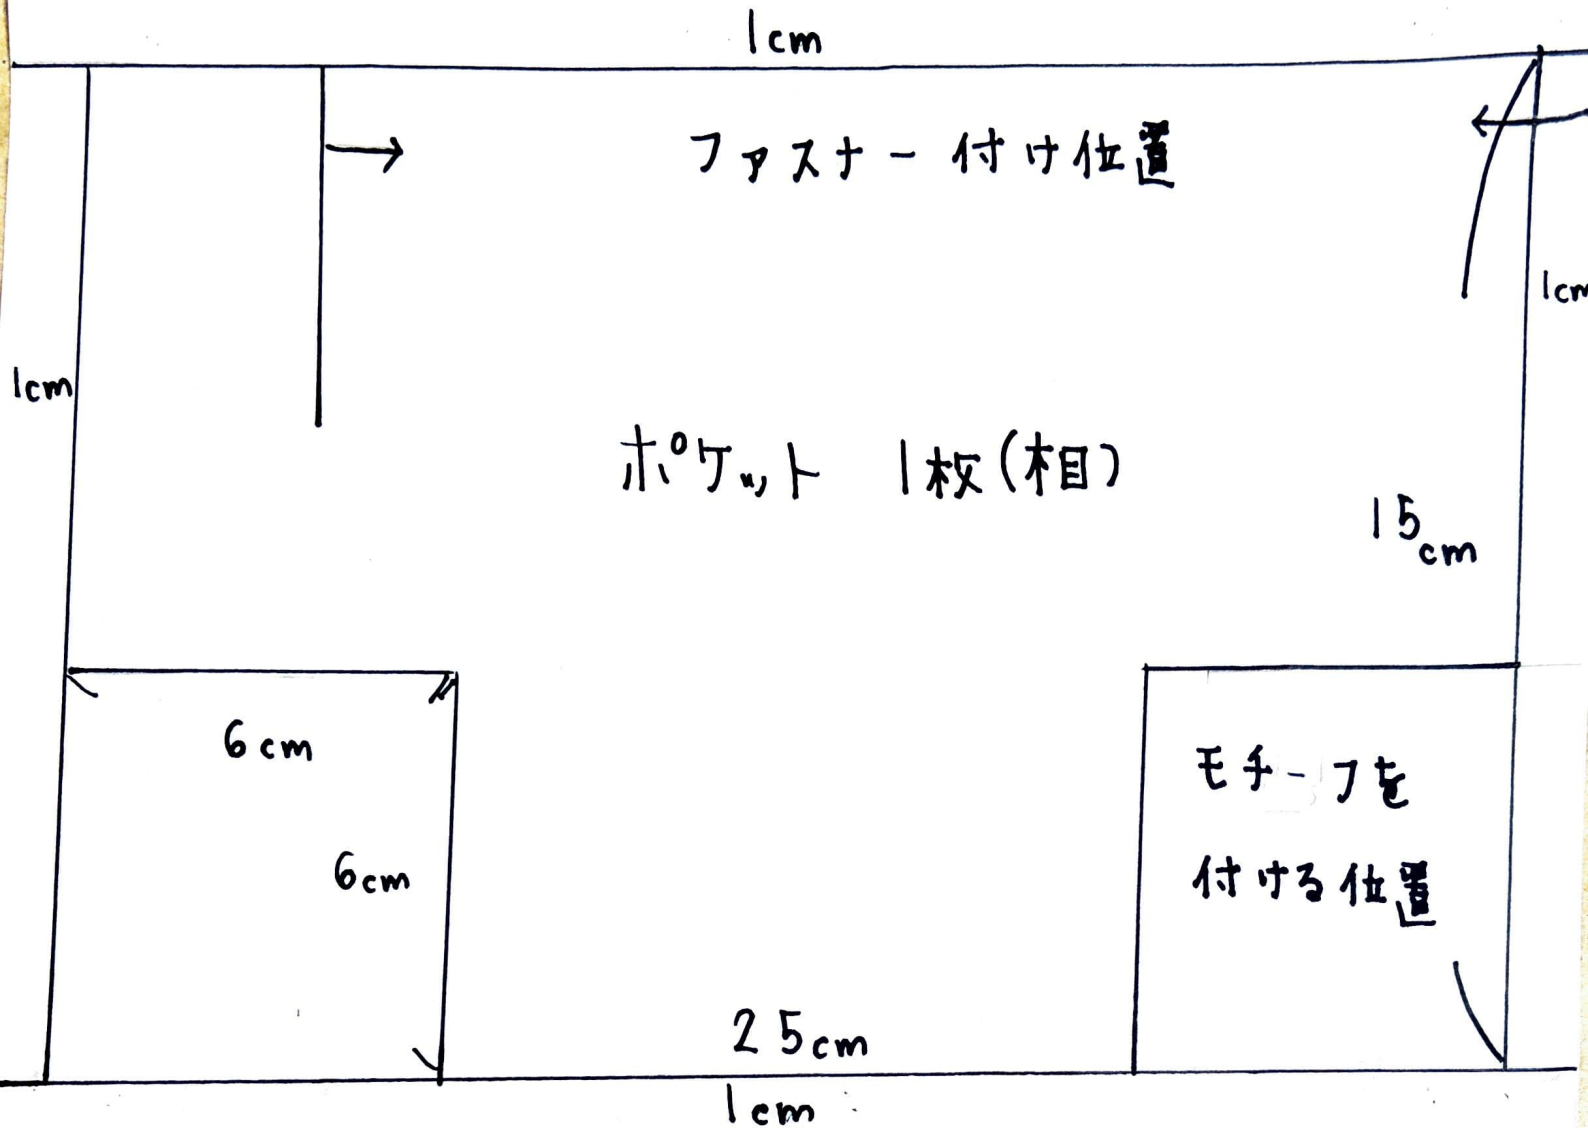 1cm
ファスナー付け位置
1cm
1cm
ポケット 1枚(相)
15cm
6cm
モチーフを
6cm
付ける位置
25cm
1cm